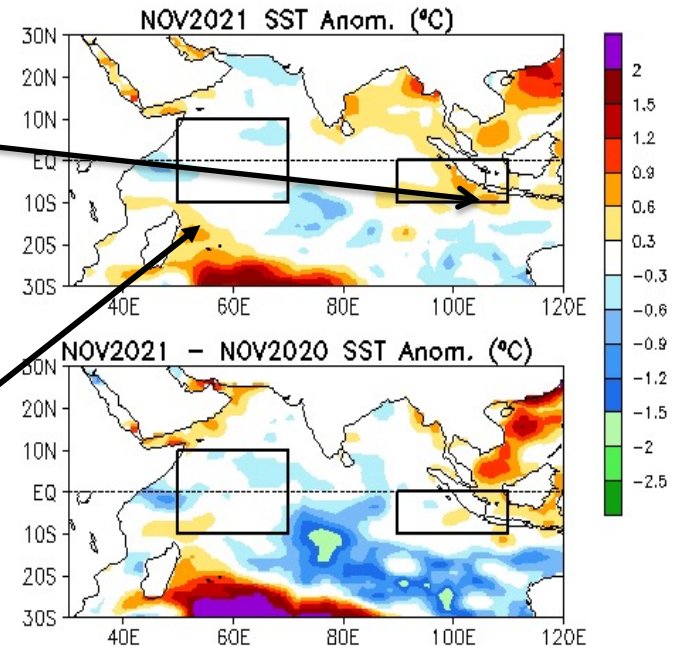 NOV2021 SST Anom. (°C)
30N
20N
10N
EQ
10S
20S
30S
40E 60E 80E 100E 120E
NOV2021 – NOV2020 SST Anom. (°C)
30N
20N
10N
EQ
10S
20S
30S
40E 60E 80E 100E 120E
2
1.5
1.2
0.9
0.6
0.3
-0.3
-0.6
-0.9
-1.2
-1.5
-2
-2.5